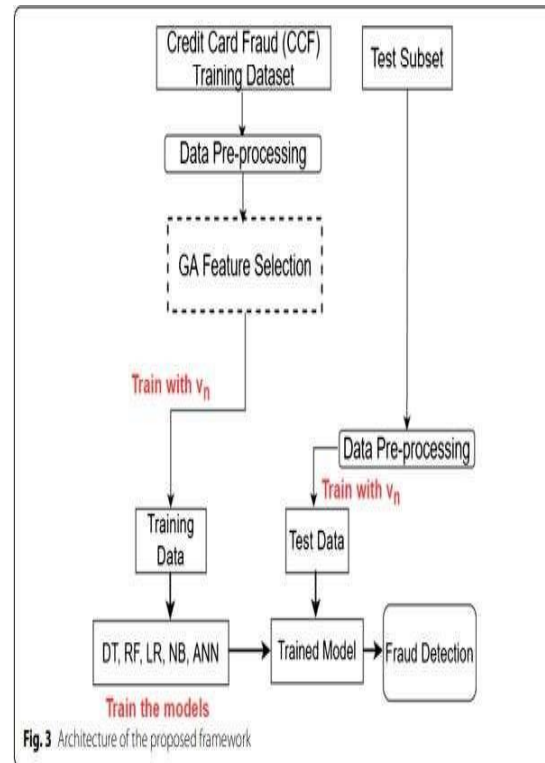 Credit Card Fraud (CCF)
Training Dataset
Test Subset
Data Pre-processing
GA Feature Selection
Train with vn
Data Pre-processing
Train with vn
Training
Data
Test Data
DT, RF, LR, NB, ANN
Trained Model
Fraud Detection
Train the models
Fig. 3 Architecture of the proposed framework